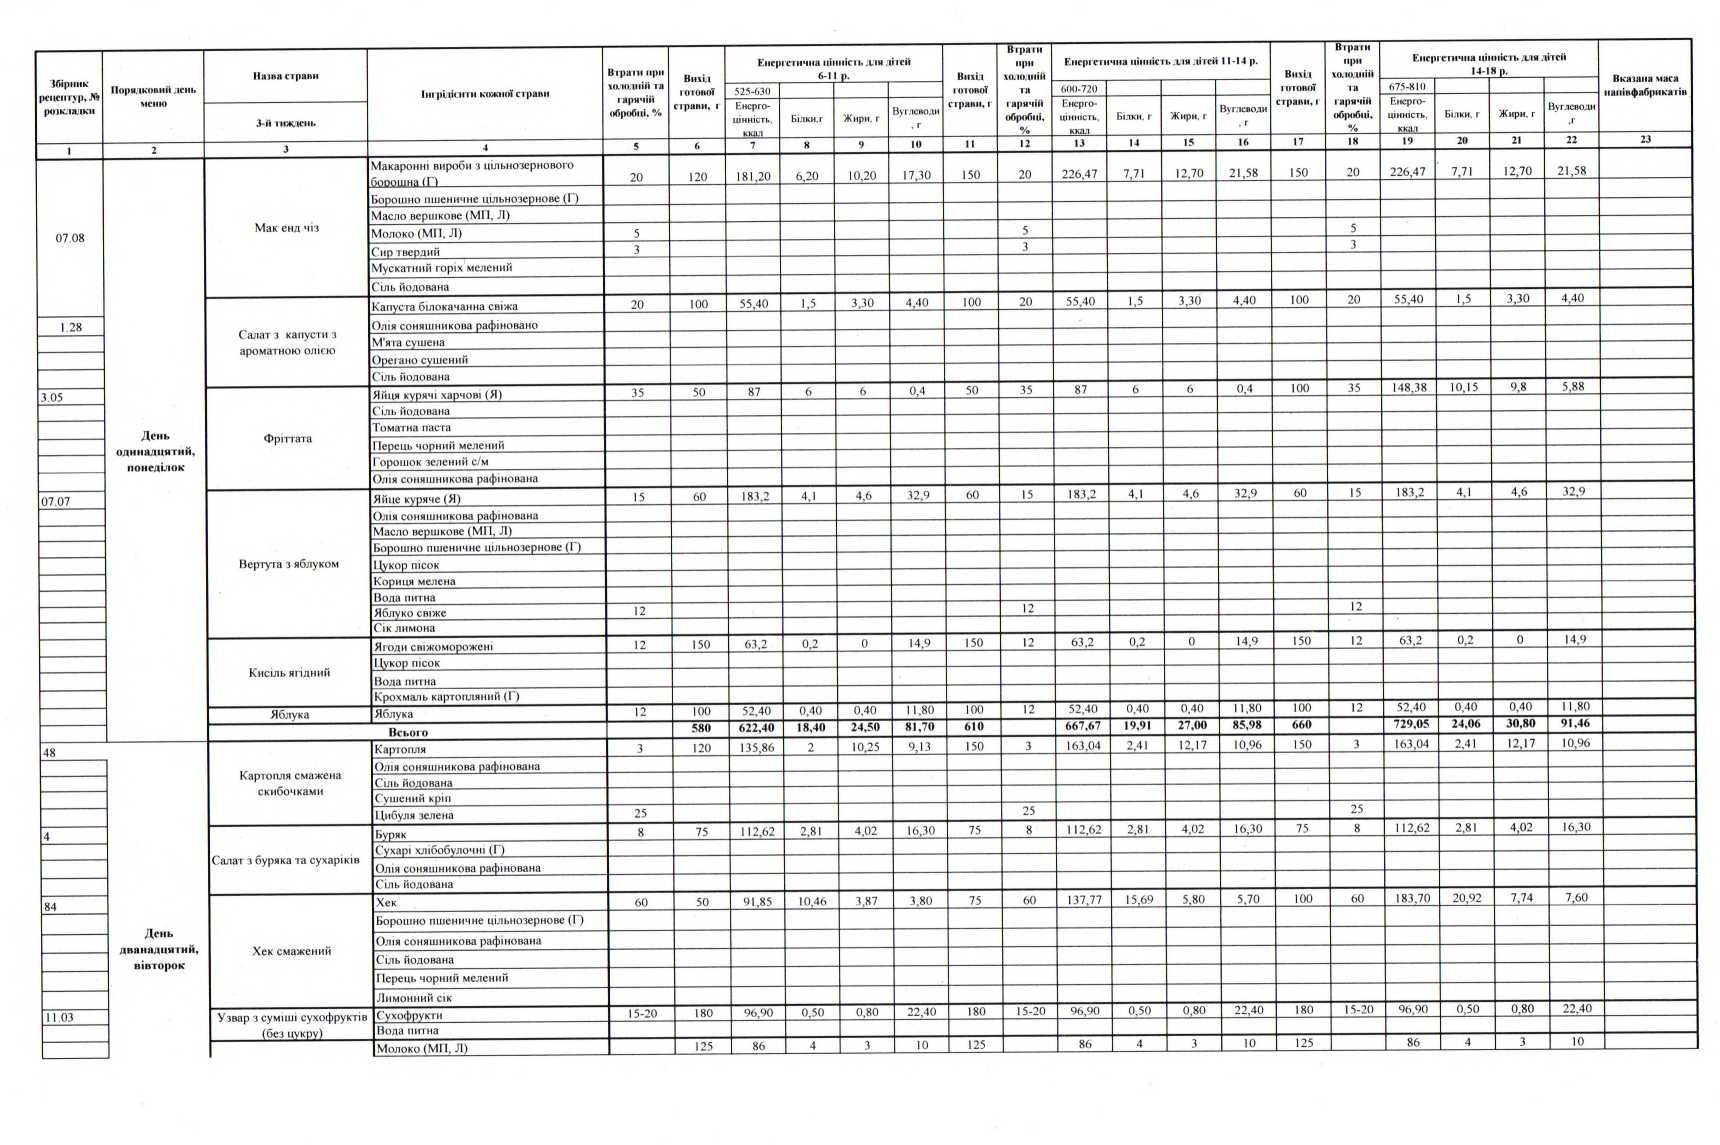 Збірник рецептур, № розкладки | Порядковий день меню | Назва страви | Інгрідієнти кожної страви | Втрати при холодній та гарячій обробці, % | Вихід готової страви, г | Енергетична цінність для дітей 6-11 р. | Вихід готової страви, г | Втрати при холодній та гарячій обробці, % | Енергетична цінність для дітей 11-14 р. | Вихід готової страви, г | Втрати при холодній та гарячій обробці, % | Енергетична цінність для дітей 14-18 р. | Вказана маса напівфабрикатів
525-630 | 600-720 | 675-810
3-й тиждень | Енерго-цінність, ккал | Білки,г | Жири, г | Вуглеводи , г | Енерго-цінність, ккал | Білки, г | Жири, г | Вуглеводи , г | Енерго-цінність, ккал | Білки, г | Жири, г | Вуглеводи ,г
1 | 2 | 3 | 4 | 5 | 6 | 7 | 8 | 9 | 10 | 11 | 12 | 13 | 14 | 15 | 16 | 17 | 18 | 19 | 20 | 21 | 22 | 23
07.08 | День одинадцятий, понеділок | Мак енд чіз | Макаронні вироби з цільнозернового борошна (Г) | 20 | 120 | 181,20 | 6,20 | 10,20 | 17,30 | 150 | 20 | 226,47 | 7,71 | 12,70 | 21,58 | 150 | 20 | 226,47 | 7,71 | 12,70 | 21,58
Борошно пшеничне цільнозернове (Г)
Масло вершкове (МП, Л)
Молоко (МП, Л) | 5 | 5 | 5
Сир твердий | 3 | 3 | 3
Мускатний горіх мелений
Сіль йодована
1.28 | Салат з капусти з ароматною олією | Капуста білокачанна свіжа | 20 | 100 | 55,40 | 1,5 | 3,30 | 4,40 | 100 | 20 | 55,40 | 1,5 | 3,30 | 4,40 | 100 | 20 | 55,40 | 1,5 | 3,30 | 4,40
Олія соняшникова рафіновано
М'ята сушена
Орегано сушений
Сіль йодована
3.05 | Фріттата | Яйця курячі харчові (Я) | 35 | 50 | 87 | 6 | 6 | 0,4 | 50 | 35 | 87 | 6 | 6 | 0,4 | 100 | 35 | 148,38 | 10,15 | 9,8 | 5,88
Сіль йодована
Томатна паста
Перець чорний мелений
Горошок зелений с/м
Олія соняшникова рафінована
07.07 | Вертута з яблуком | Яйце куряче (Я) | 15 | 60 | 183,2 | 4,1 | 4,6 | 32,9 | 60 | 15 | 183,2 | 4,1 | 4,6 | 32,9 | 60 | 15 | 183,2 | 4,1 | 4,6 | 32,9
Олія соняшникова рафінована
Масло вершкове (МП, Л)
Борошно пшеничне цільнозернове (Г)
Цукор пісок
Кориця мелена
Вода питна
Яблуко свіже | 12 | 12 | 12
Сік лимона
Кисіль ягідний | Ягоди свіжоморожені | 12 | 150 | 63,2 | 0,2 | 0 | 14,9 | 150 | 12 | 63,2 | 0,2 | 0 | 14,9 | 150 | 12 | 63,2 | 0,2 | 0 | 14,9
Цукор пісок
Вода питна
Крохмаль картопляний (Г)
Яблука | Яблука | 12 | 100 | 52,40 | 0,40 | 0,40 | 11,80 | 100 | 12 | 52,40 | 0,40 | 0,40 | 11,80 | 100 | 12 | 52,40 | 0,40 | 0,40 | 11,80
Всього | 580 | 622,40 | 18,40 | 24,50 | 81,70 | 610 | 667,67 | 19,91 | 27,00 | 85,98 | 660 | 729,05 | 24,06 | 30,80 | 91,46
48 | День дванадцятий, вівторок | Картопля смажена скибочками | Картопля | 3 | 120 | 135,86 | 2 | 10,25 | 9,13 | 150 | 3 | 163,04 | 2,41 | 12,17 | 10,96 | 150 | 3 | 163,04 | 2,41 | 12,17 | 10,96
Олія соняшникова рафінована
Сіль йодована
Сушений кріп
Цибуля зелена | 25 | 25 | 25
4 | Салат з буряка та сухаріків | Буряк | 8 | 75 | 112,62 | 2,81 | 4,02 | 16,30 | 75 | 8 | 112,62 | 2,81 | 4,02 | 16,30 | 75 | 8 | 112,62 | 2,81 | 4,02 | 16,30
Сухарі хлібобулочні (Г)
Олія соняшникова рафінована
Сіль йодована
84 | Хек смажений | Хек | 60 | 50 | 91,85 | 10,46 | 3,87 | 3,80 | 75 | 60 | 137,77 | 15,69 | 5,80 | 5,70 | 100 | 60 | 183,70 | 20,92 | 7,74 | 7,60
Борошно пшеничне цільнозернове (Г)
Олія соняшникова рафінована
Сіль йодована
Перець чорний мелений
Лимонний сік
11.03 | Узвар з суміші сухофруктів (без цукру) | Сухофрукти | 15-20 | 180 | 96,90 | 0,50 | 0,80 | 22,40 | 180 | 15-20 | 96,90 | 0,50 | 0,80 | 22,40 | 180 | 15-20 | 96,90 | 0,50 | 0,80 | 22,40
Вода питна
Молоко (МП, Л) | 125 | 86 | 4 | 3 | 10 | 125 | 86 | 4 | 3 | 10 | 125 | 86 | 4 | 3 | 10